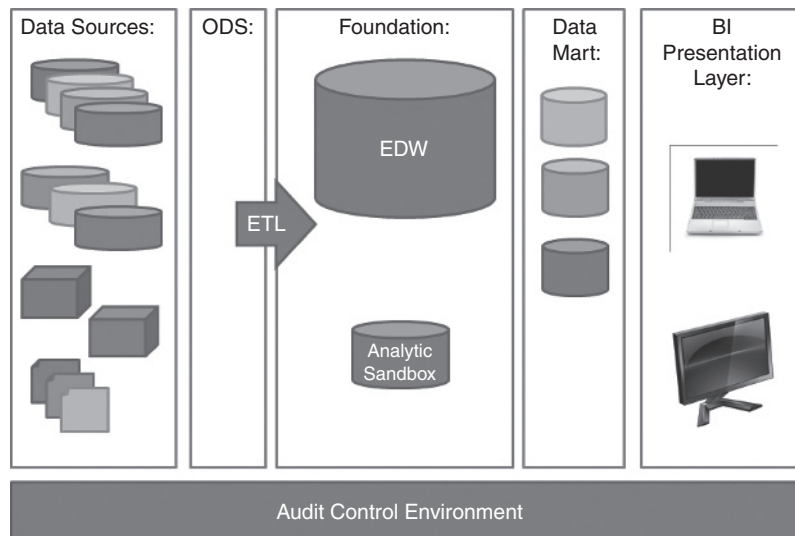 Data Sources:
ODS:
Foundation:
Data
Mart:
BI
Presentation
Layer:
EDW
ETL
Analytic
Sandbox
Audit Control Environment